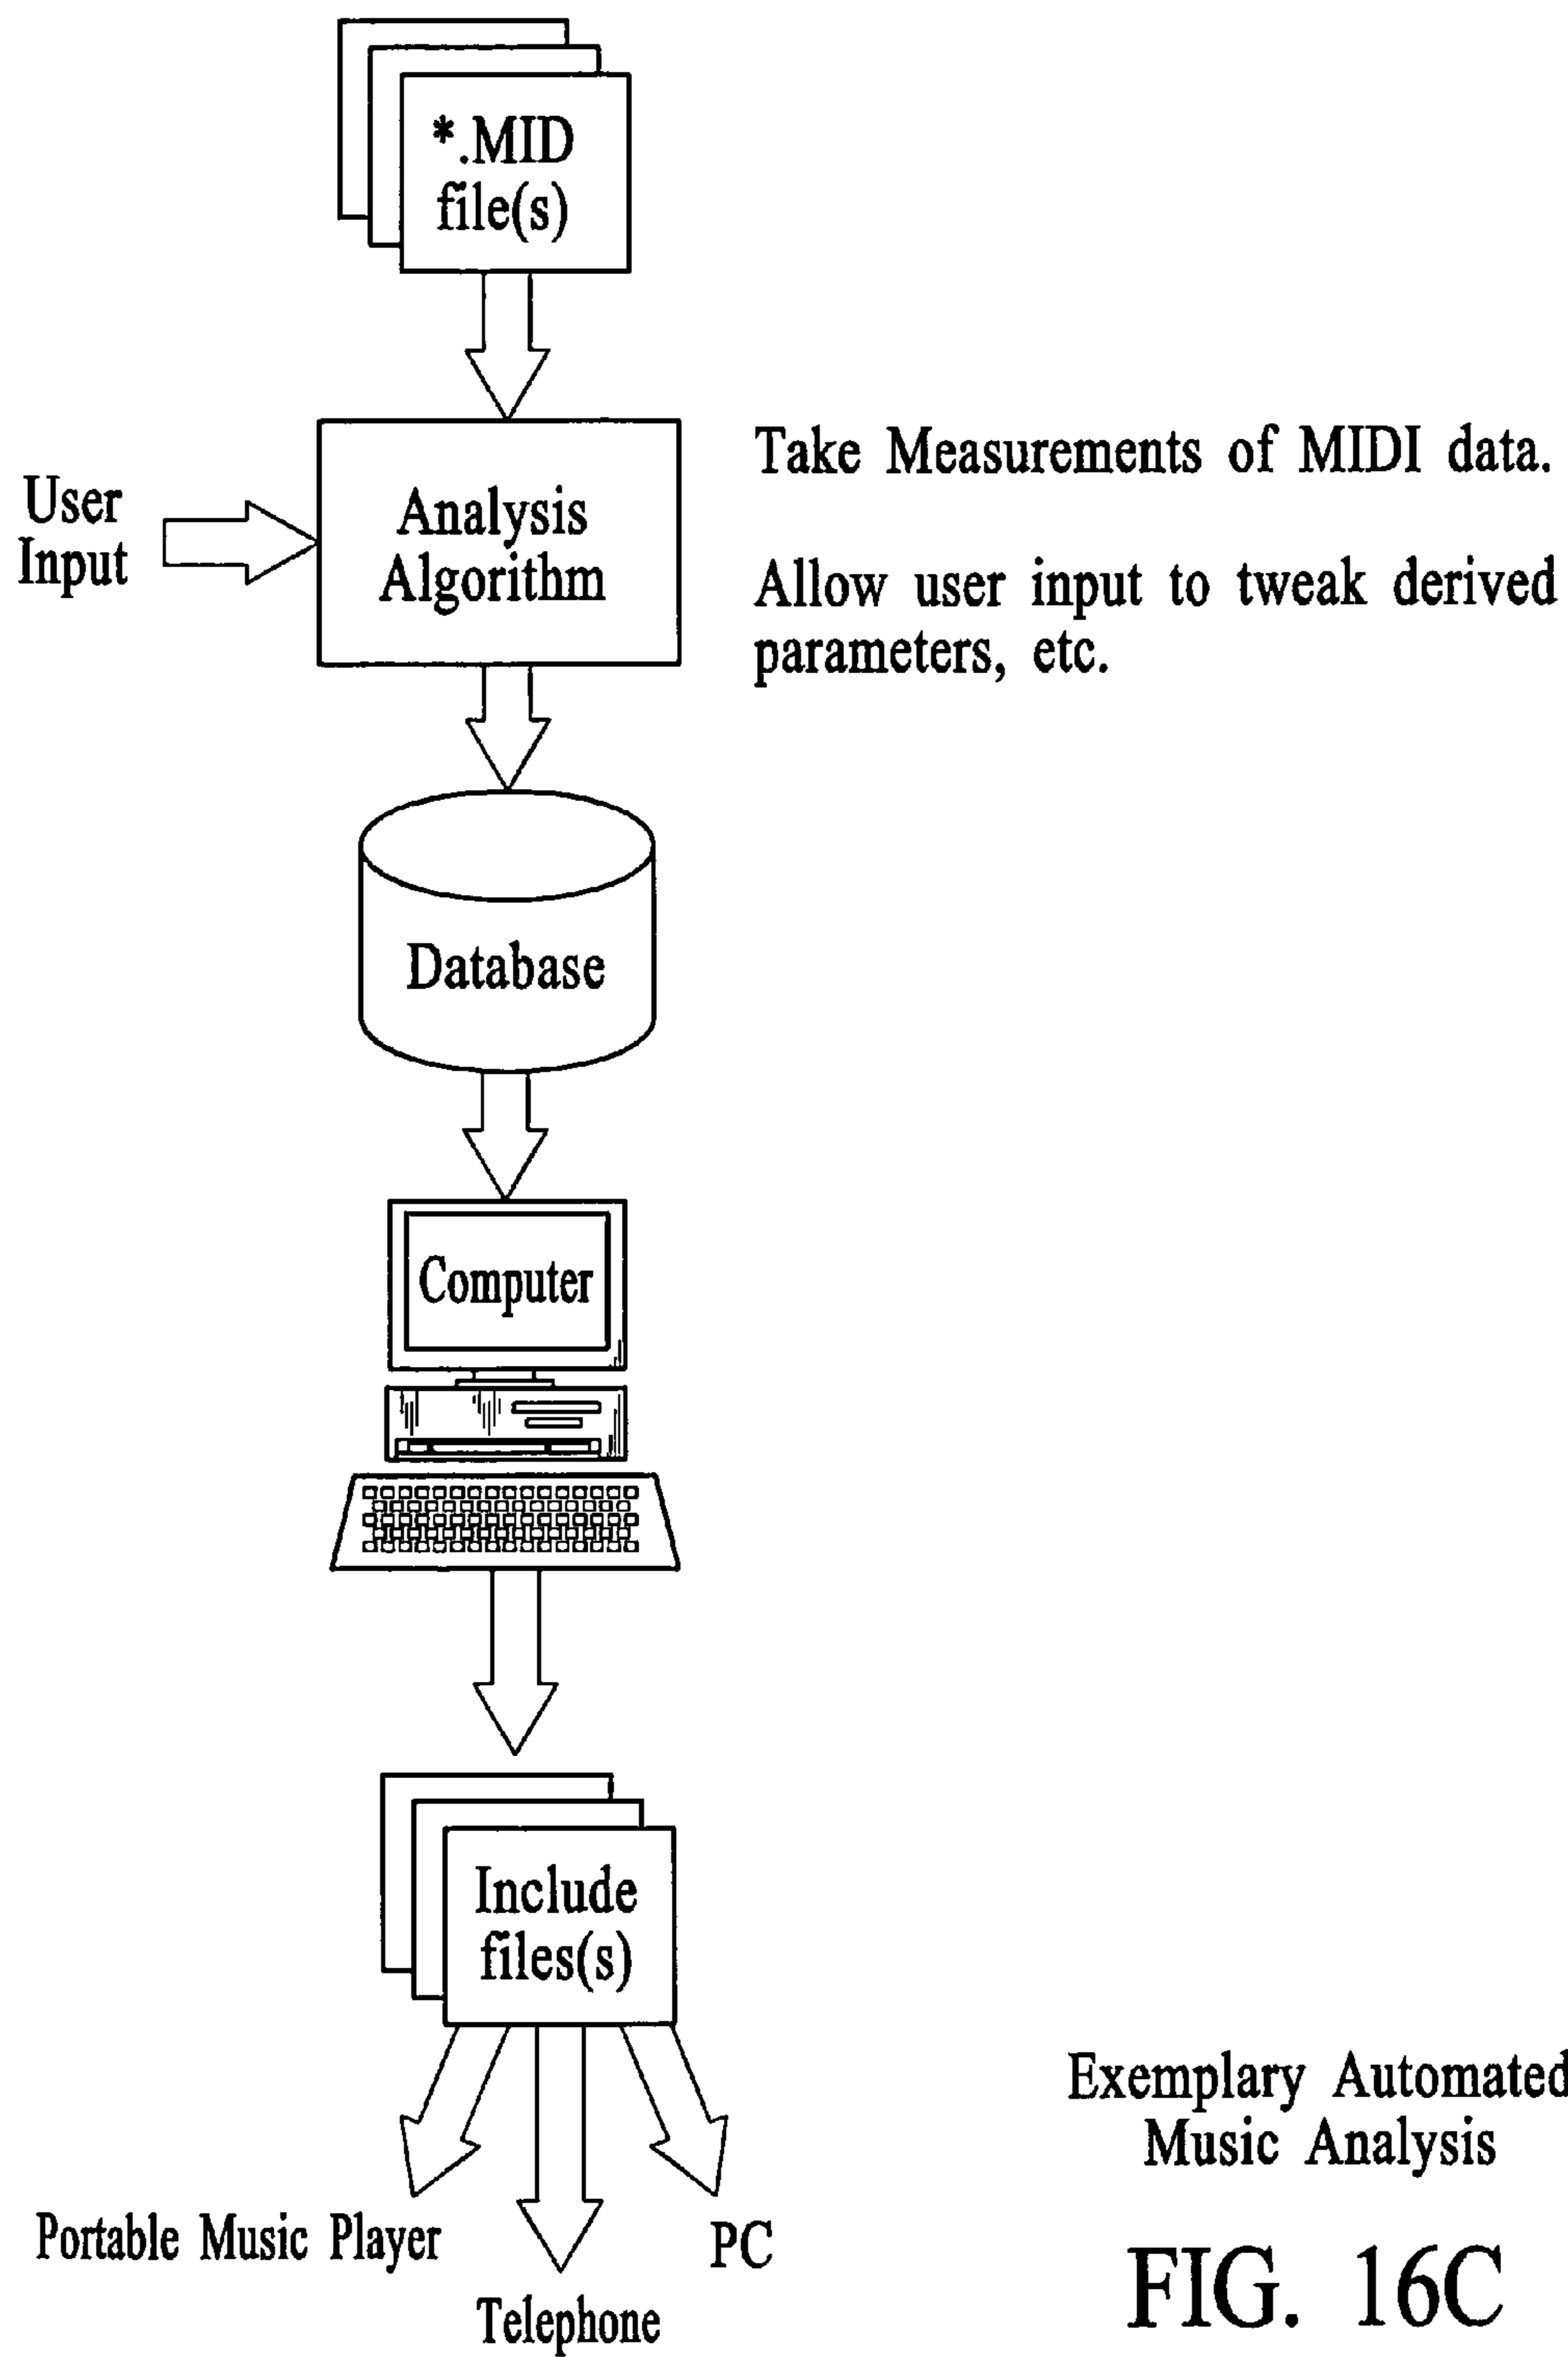 *.MID
file(s)
User
Input
Analysis
Algorithm
Take Measurements of MIDI data.
Allow user input to tweak derived
parameters, etc.
Database
Computer
Include
files(s)
Portable Music Player
Telephone
PC
Exemplary Automated
Music Analysis
FIG. 16C